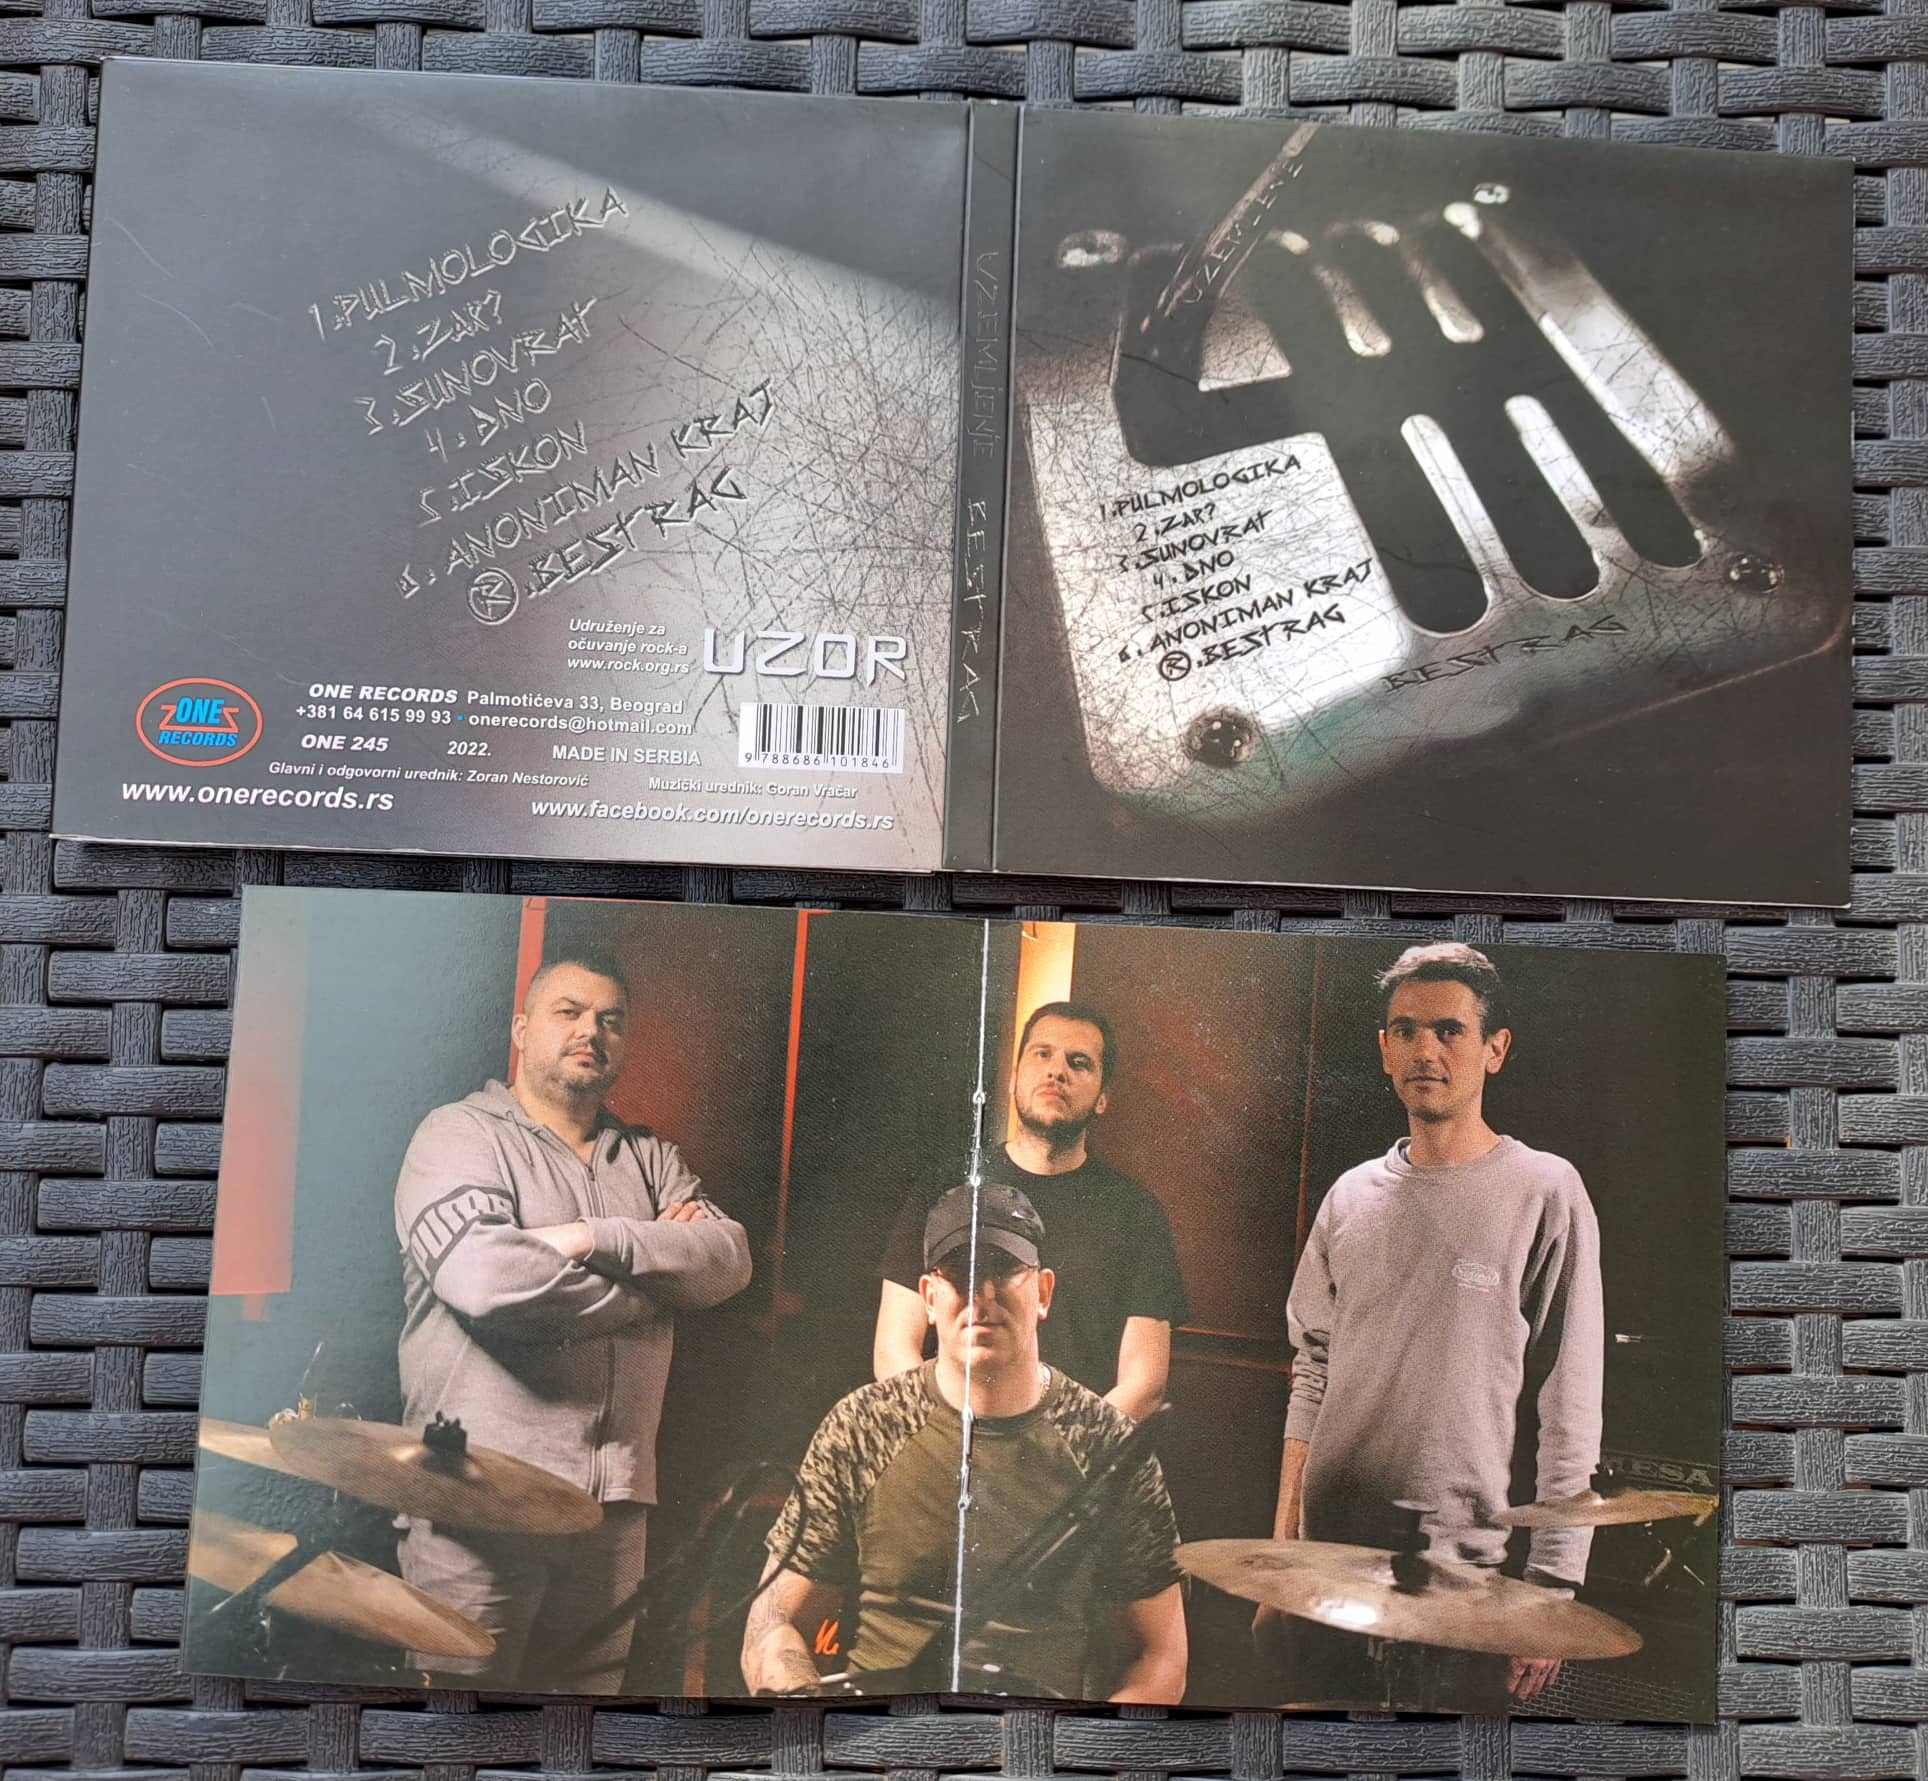 1.PULMOLOGIKA
2.ZAR?
3.SUNOVRAT
4.DNO
5.ISKON
6.ANONIMAN KRAJ
®.BESTRAG
Udruženje za
očuvanje rock-a
www.rock.org.rs
UZOR
ONE
RECORDS
ONE RECORDS Palmotićeva 33, Beograd
+381 64 615 99 93 • onerecords@hotmail.com
ONE 245 2022. MADE IN SERBIA
9 788686 101846
Glavni i odgovorni urednik: Zoran Nestorović
Muzički urednik: Goran Vračar
www.onerecords.rs
www.facebook.com/onerecords.rs
UZEMLJENJE BESTRAG
1.PULMOLOGIKA
2.ZAR?
3.SUNOVRAT
4.DNO
5.ISKON
6.ANONIMAN KRAJ
®.BESTRAG
BESTRAG